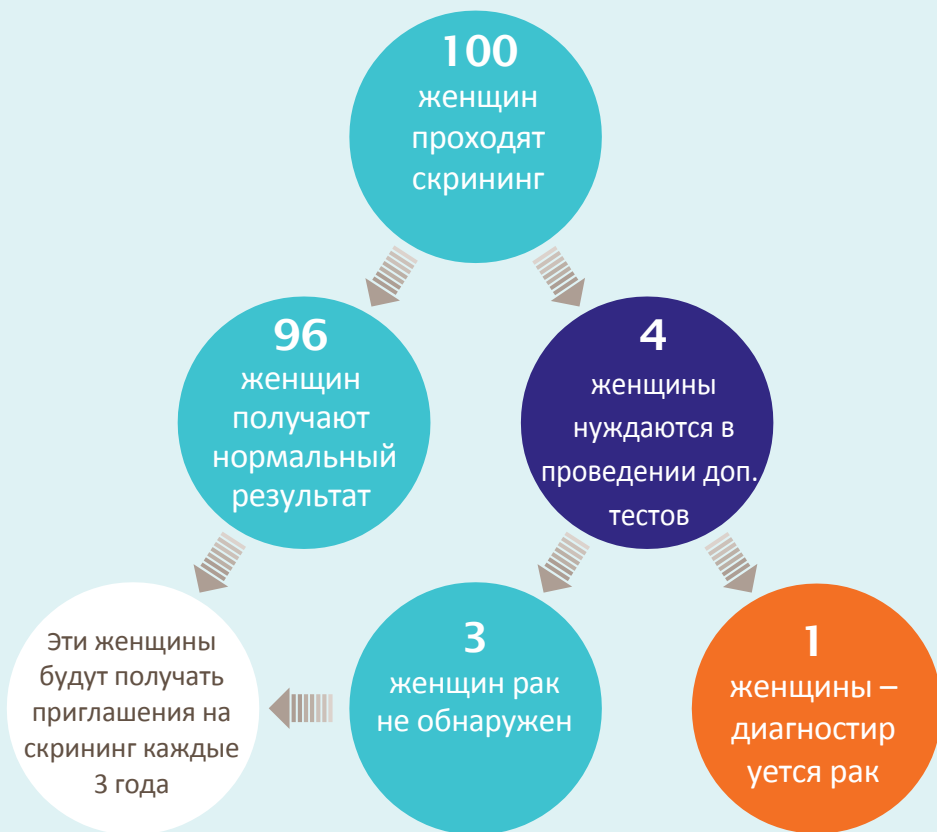 100
женщин
проходят
скрининг
96
женщин
получают
нормальный
результат
4
женщины
нуждаются в
проведении доп.
тестов
Эти женщины
будут получать
приглашения на
скрининг каждые
3 года
3
женщин рак
не обнаружен
1
женщины –
диагностир
уется рак